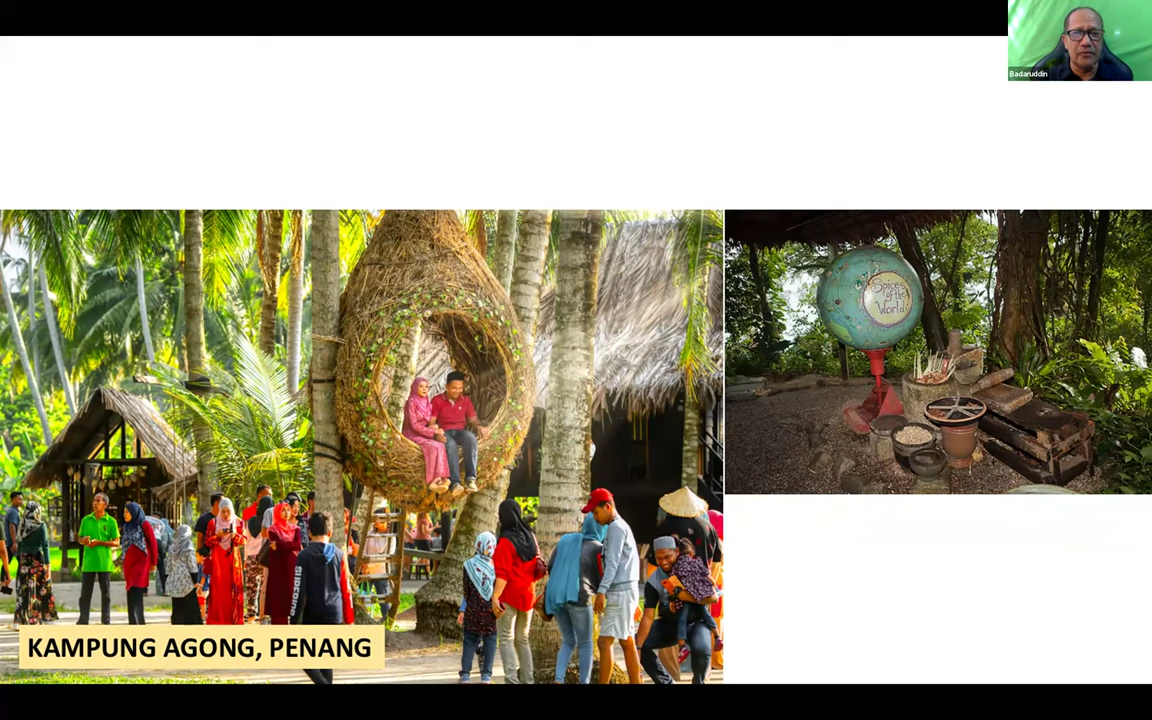 Badaruddin
Spices
of the
World
SUPERDRY
KAMPUNG AGONG, PENANG